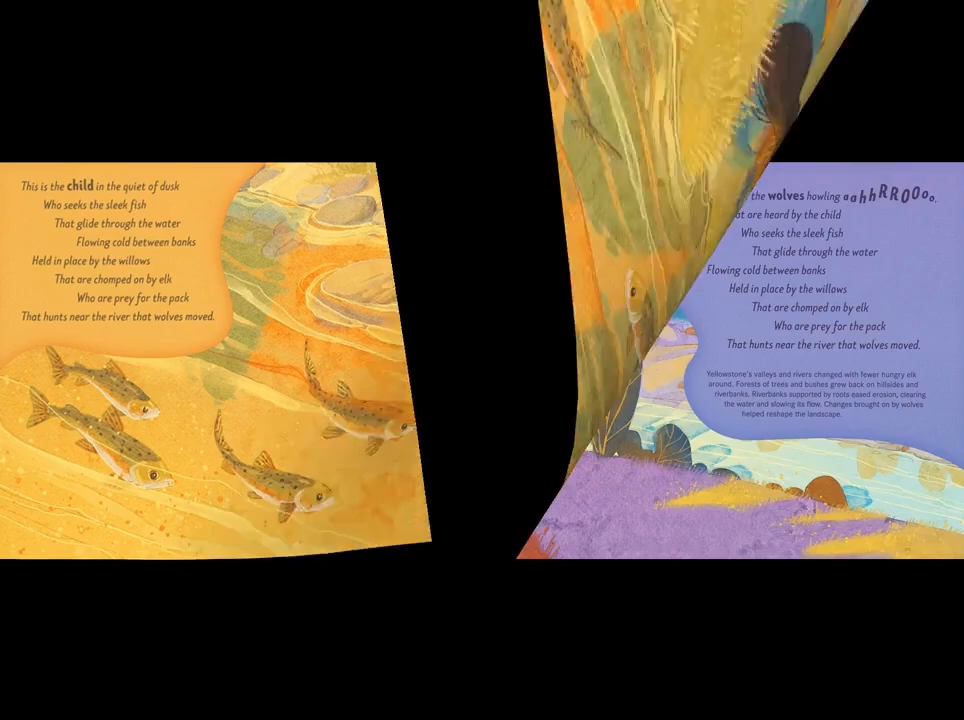 This is the child in the quiet of dusk
Who seeks the sleek fish
That glide through the water
Flowing cold between banks
Held in place by the willows
That are chomped on by elk
Who are prey for the pack
That hunts near the river that wolves moved.
the wolves howling aahhRROOoo,
are heard by the child
Who seeks the sleek fish
That glide through the water
Flowing cold between banks
Held in place by the willows
That are chomped on by elk
Who are prey for the pack
That hunts near the river that wolves moved.
Yellowstone's valleys and rivers changed with fewer hungry elk
around. Forests of trees and bushes grew back on hillsides and
riverbanks. Riverbanks supported by roots eased erosion, clearing
the water and slowing its flow. Changes brought on by wolves
helped reshape the landscape.